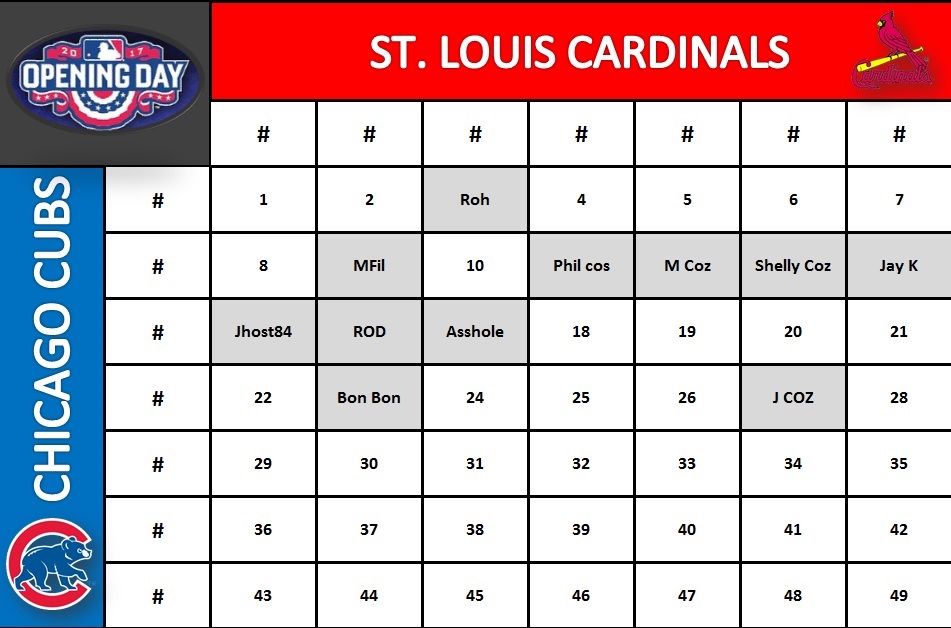 20 17
OPENING DAY
ST. LOUIS CARDINALS
Cardinals
CHICAGO CUBS
# # # # # # #
# 1 2 Roh 4 5 6 7
# 8 MFil 10 Phil cos M Coz Shelly Coz Jay K
# Jhost84 ROD Asshole 18 19 20 21
# 22 Bon Bon 24 25 26 J COZ 28
# 29 30 31 32 33 34 35
# 36 37 38 39 40 41 42
# 43 44 45 46 47 48 49